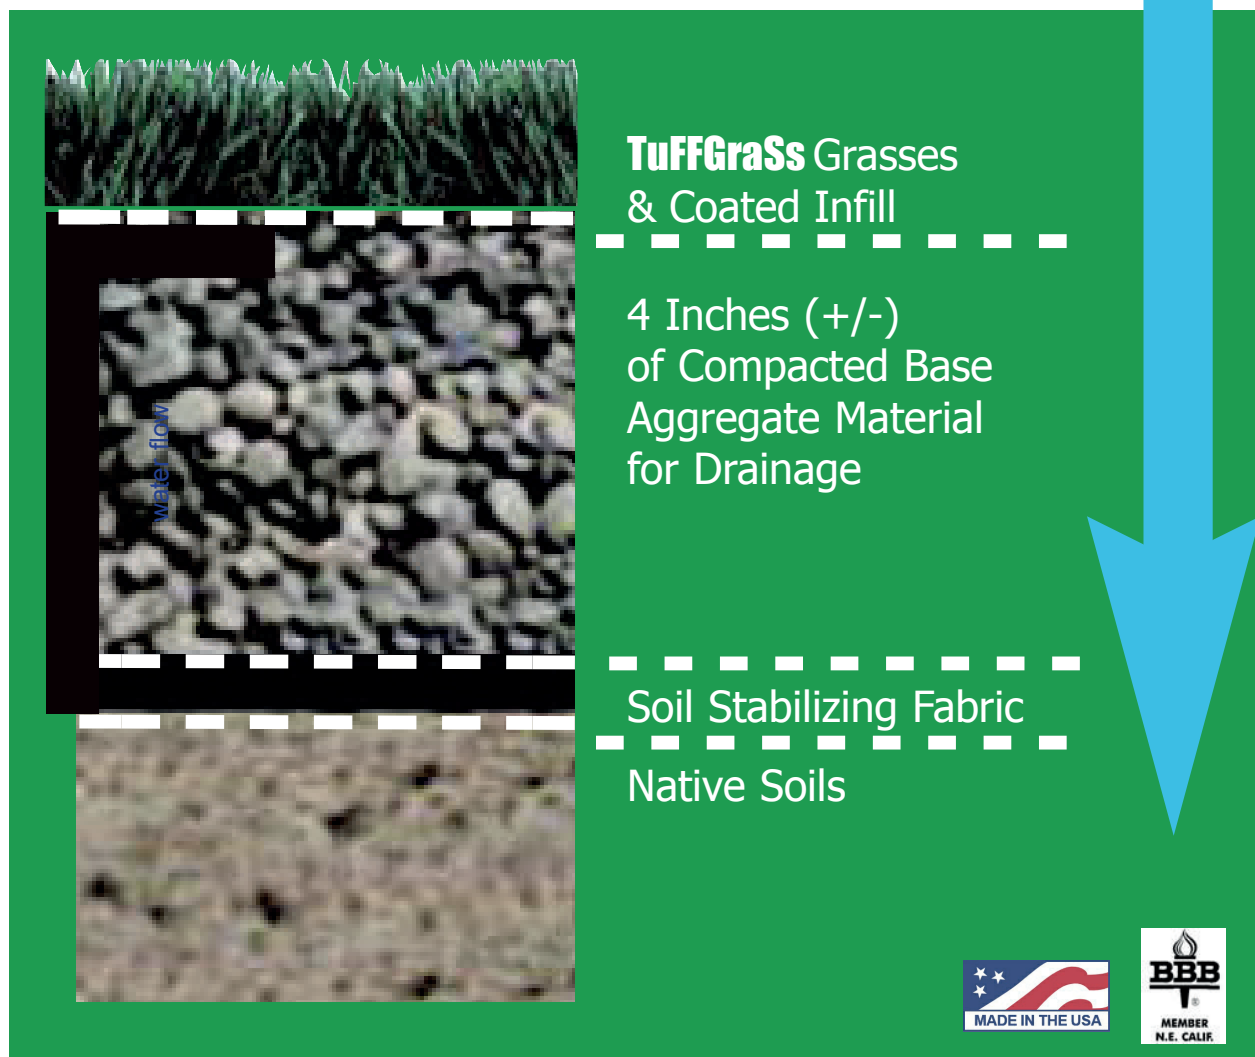 TuFFGraSs Grasses
& Coated Infill
4 Inches (+/-)
of Compacted Base
Aggregate Material
for Drainage
water flow
Soil Stabilizing Fabric
Native Soils
MADE IN THE USA
BBB
®
MEMBER
N.E. CALIF.